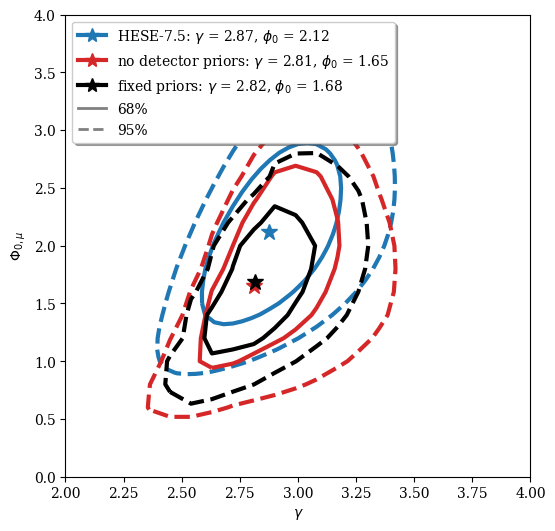 HESE-7.5: γ = 2.87, ϕ₀ = 2.12
no detector priors: γ = 2.81, ϕ₀ = 1.65
fixed priors: γ = 2.82, ϕ₀ = 1.68
68%
95%
4.0
3.5
3.0
2.5
2.0
1.5
1.0
0.5
0.0
Φ₀,μ
2.00 2.25 2.50 2.75 3.00 3.25 3.50 3.75 4.00
γ